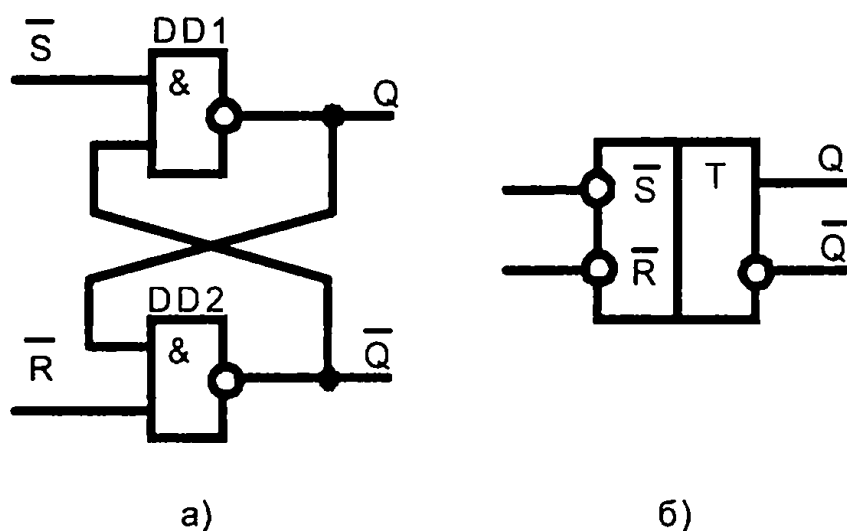 DD1
S̅
&
Q
DD2
R̅
&
Q̅
а)
S̅
T
Q
R̅
Q̅
б)